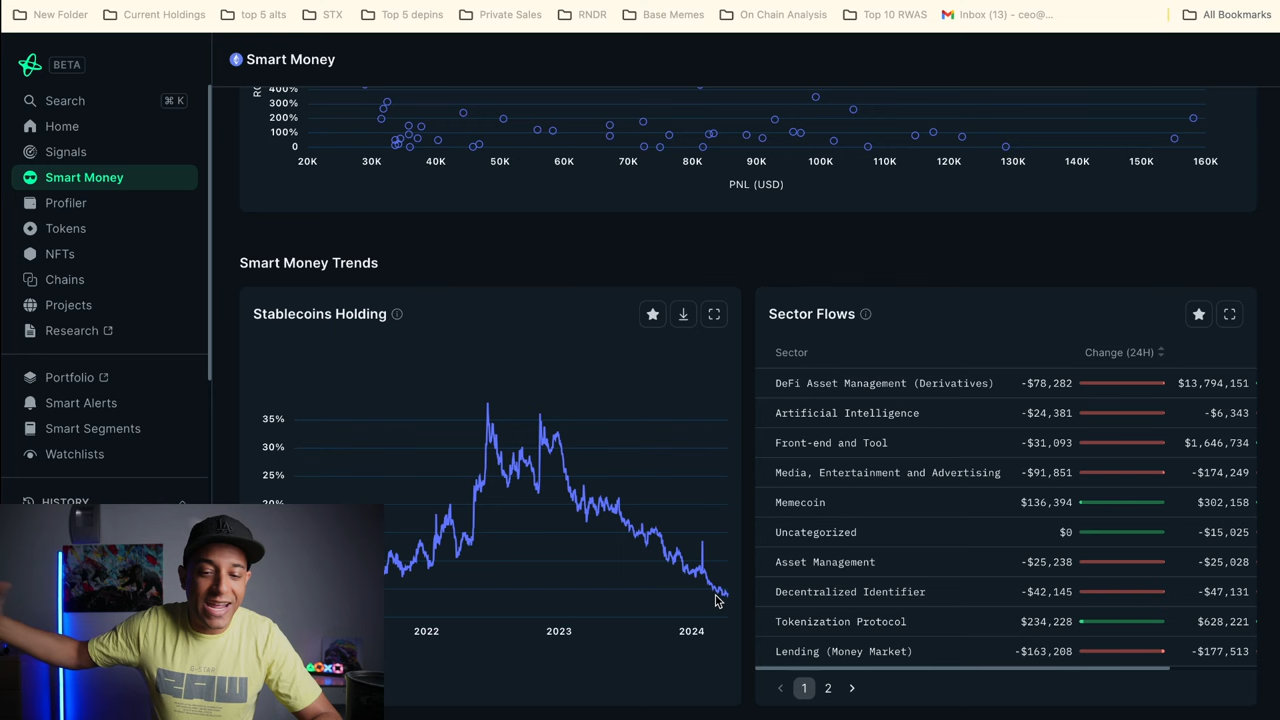 New Folder Current Holdings top 5 alts STX Top 5 depins Private Sales RNDR Base Memes On Chain Analysis Top 10 RWAS Inbox (13) - ceo@... All Bookmarks
BETA
Search ⌘ K
Home
Signals
Smart Money
Profiler
Tokens
NFTs
Chains
Projects
Research
Portfolio
Smart Alerts
Smart Segments
Watchlists
HISTORY
Smart Money
400%
300%
200%
100%
0
20K 30K 40K 50K 60K 70K 80K 90K 100K 110K 120K 130K 140K 150K 160K
PNL (USD)
Smart Money Trends
Stablecoins Holding
35%
30%
25%
20%
2022 2023 2024
Sector Flows
Sector Change (24H)
DeFi Asset Management (Derivatives) -$78,282 $13,794,151
Artificial Intelligence -$24,381 -$6,343
Front-end and Tool -$31,093 $1,646,734
Media, Entertainment and Advertising -$91,851 -$174,249
Memecoin $136,394 $302,158
Uncategorized $0 -$15,025
Asset Management -$25,238 -$25,028
Decentralized Identifier -$42,145 -$47,131
Tokenization Protocol $234,228 $628,221
Lending (Money Market) -$163,208 -$177,513
1 2
G-STAR
RAW